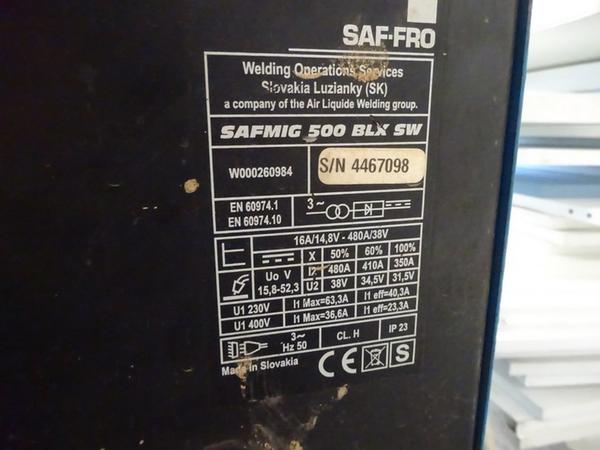 SAF-FRO
Welding Operations Services
Slovakia Luzianky (SK)
a company of the Air Liquide Welding group.
SAFMIG 500 BLX SW
W000260984
S/N 4467098
EN 60974.1
EN 60974.10
3~
16A/14,8V - 480A/38V
X 50% 60% 100%
I2 480A 410A 350A
Uo V
15,8-52,3
U2 38V 34,5V 31,5V
U1 230V I1 Max=63,3A I1 eff=40,3A
U1 400V I1 Max=36,6A I1 eff=23,3A
3~
Hz 50
CL. H
IP 23
Made in Slovakia
CE
S